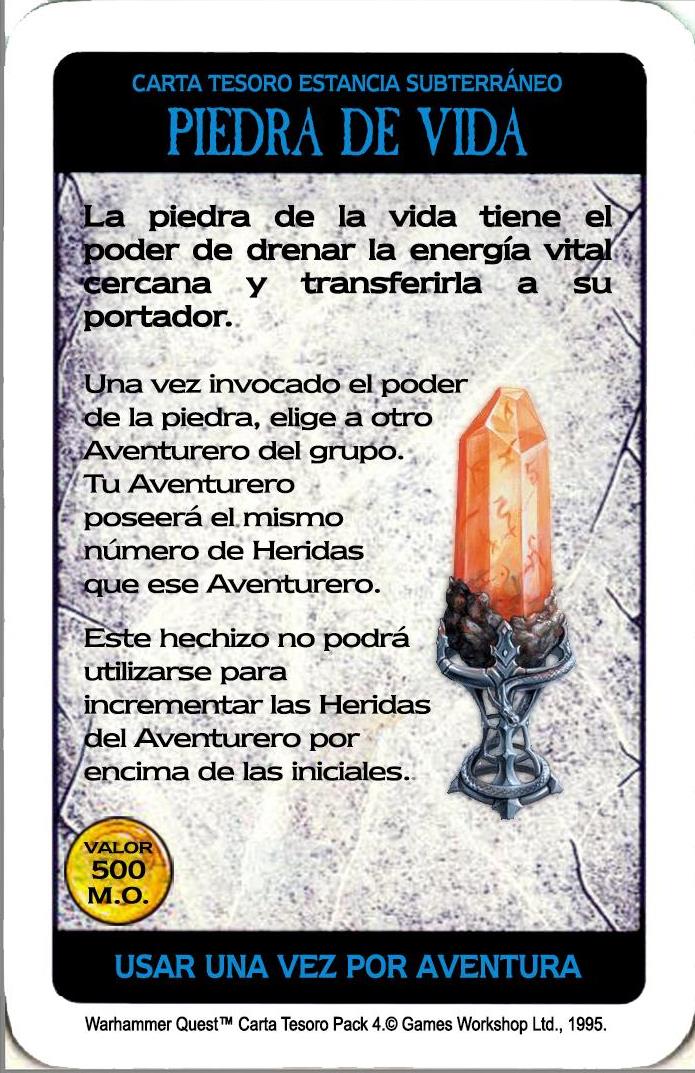 CARTA TESORO ESTANCIA SUBTERRÁNEO
PIEDRA DE VIDA
La piedra de la vida tiene el
poder de drenar la energía vital
cercana y transferirla a su
portador.
Una vez invocado el poder
de la piedra, elige a otro
Aventurero del grupo.
Tu Aventurero
poseerá el mismo
número de Heridas
que ese Aventurero.
Este hechizo no podrá
utilizarse para
incrementar las Heridas
del Aventurero por
encima de las iniciales.
VALOR
500
M.O.
USAR UNA VEZ POR AVENTURA
Warhammer Quest™ Carta Tesoro Pack 4.© Games Workshop Ltd., 1995.